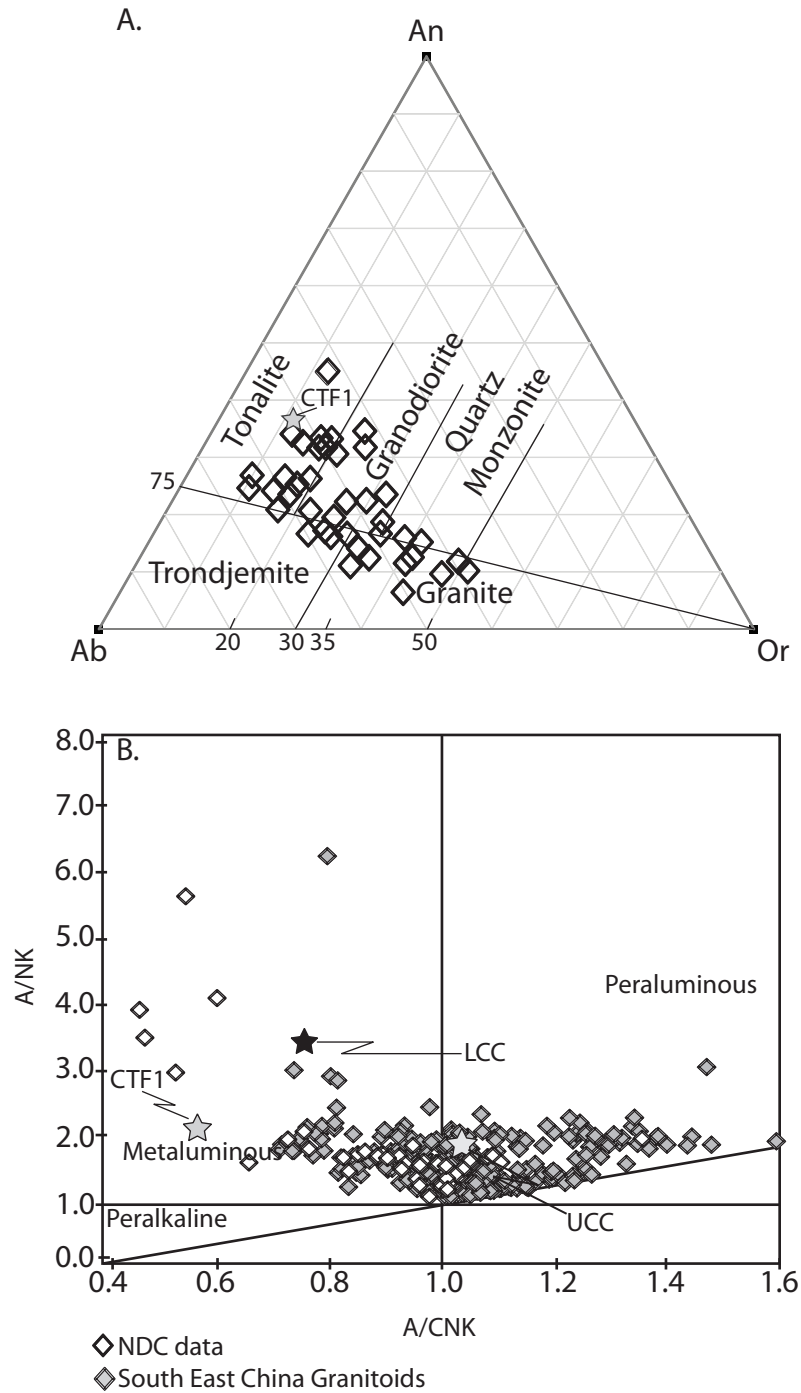 A.
An
Tonalite
CTF1
Granodiorite
Quartz
Monzonite
75
Trondjemite
Granite
Ab
20
30
35
50
Or
B.
8.0
7.0
6.0
5.0
4.0
3.0
2.0
1.0
0.0
A/NK
Peraluminous
LCC
CTF1
Metaluminous
Peralkaline
UCC
0.4
0.6
0.8
1.0
1.2
1.4
1.6
A/CNK
NDC data
South East China Granitoids